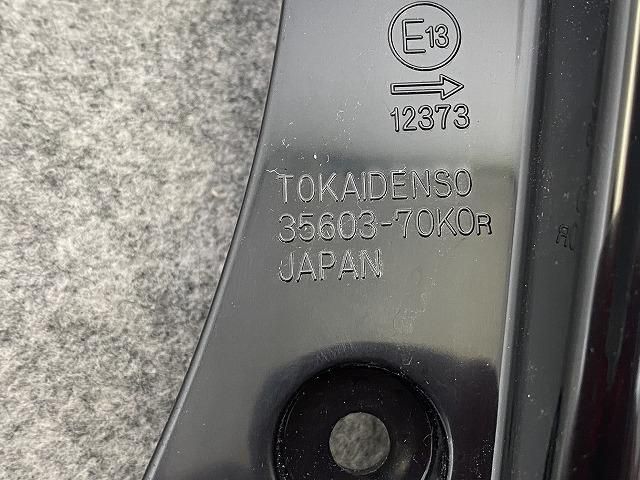 E13
12373
TOKAIDENSO
35603-70K0R
JAPAN